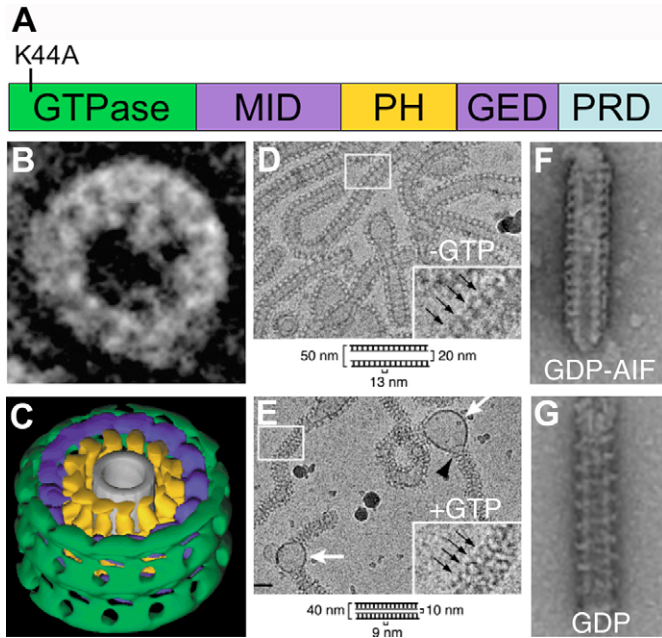 A
K44A
GTPase MID PH GED PRD
B
D
-GTP
50 nm
20 nm
13 nm
F
GDP-AlF
C
E
+GTP
40 nm
10 nm
9 nm
G
GDP